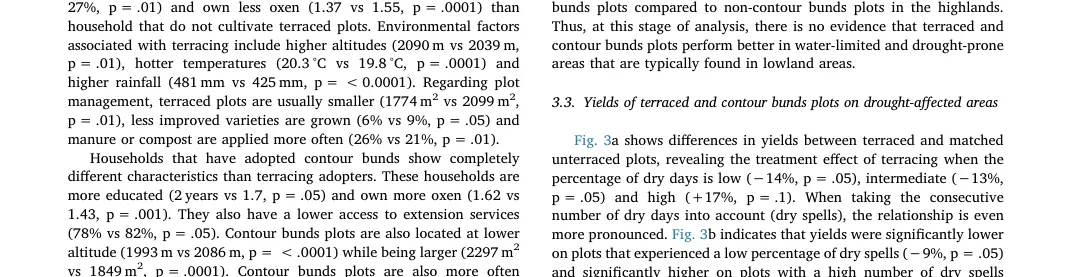 27%, p = .01) and own less oxen (1.37 vs 1.55, p = .0001) than
household that do not cultivate terraced plots. Environmental factors
associated with terracing include higher altitudes (2090 m vs 2039 m,
p = .01), hotter temperatures (20.3 °C vs 19.8 °C, p = .0001) and
higher rainfall (481 mm vs 425 mm, p = < 0.0001). Regarding plot
management, terraced plots are usually smaller (1774 m² vs 2099 m²,
p = .01), less improved varieties are grown (6% vs 9%, p = .05) and
manure or compost are applied more often (26% vs 21%, p = .01).
Households that have adopted contour bunds show completely
different characteristics than terracing adopters. These households are
more educated (2 years vs 1.7, p = .05) and own more oxen (1.62 vs
1.43, p = .001). They also have a lower access to extension services
(78% vs 82%, p = .05). Contour bunds plots are also located at lower
altitude (1993 m vs 2086 m, p = < .0001) while being larger (2297 m²
vs 1849 m², p = .0001). Contour bunds plots are also more often
bunds plots compared to non-contour bunds plots in the highlands.
Thus, at this stage of analysis, there is no evidence that terraced and
contour bunds plots perform better in water-limited and drought-prone
areas that are typically found in lowland areas.
3.3. Yields of terraced and contour bunds plots on drought-affected areas
Fig. 3a shows differences in yields between terraced and matched
unterraced plots, revealing the treatment effect of terracing when the
percentage of dry days is low (−14%, p = .05), intermediate (−13%,
p = .05) and high (+17%, p = .1). When taking the consecutive
number of dry days into account (dry spells), the relationship is even
more pronounced. Fig. 3b indicates that yields were significantly lower
on plots that experienced a low percentage of dry spells (−9%, p = .05)
and significantly higher on plots with a high number of dry spells